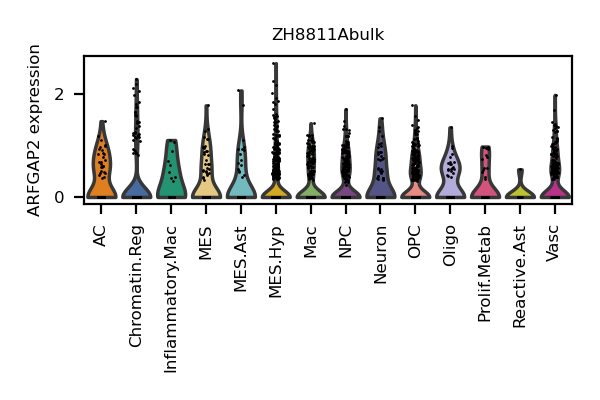 ZH8811Abulk
ARFGAP2 expression
2
0
AC
Chromatin.Reg
Inflammatory.Mac
MES
MES.Ast
MES.Hyp
Mac
NPC
Neuron
OPC
Oligo
Prolif.Metab
Reactive.Ast
Vasc